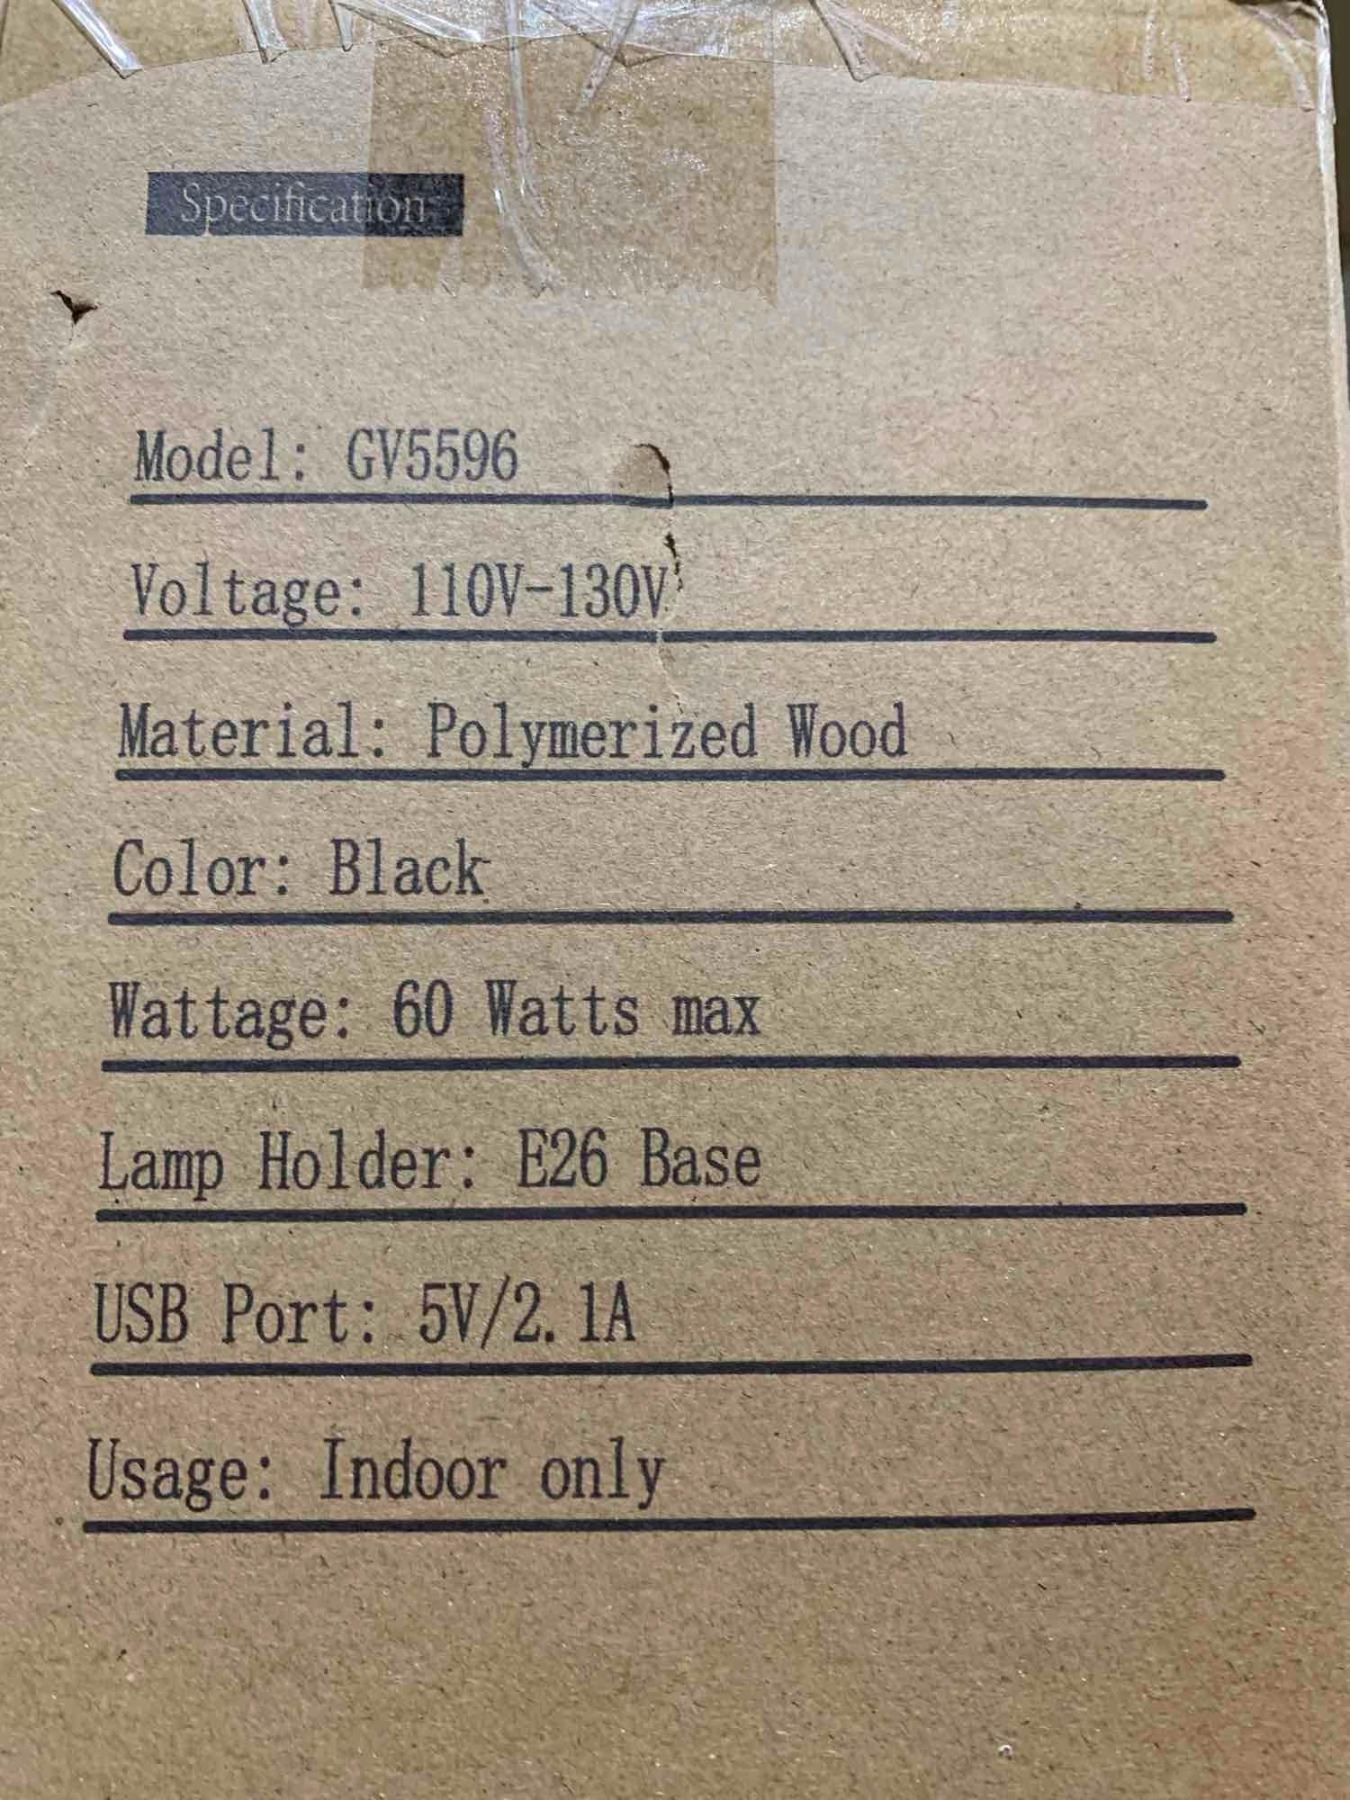 Specification
Model: GV5596
Voltage: 110V-130V
Material: Polymerized Wood
Color: Black
Wattage: 60 Watts max
Lamp Holder: E26 Base
USB Port: 5V/2.1A
Usage: Indoor only